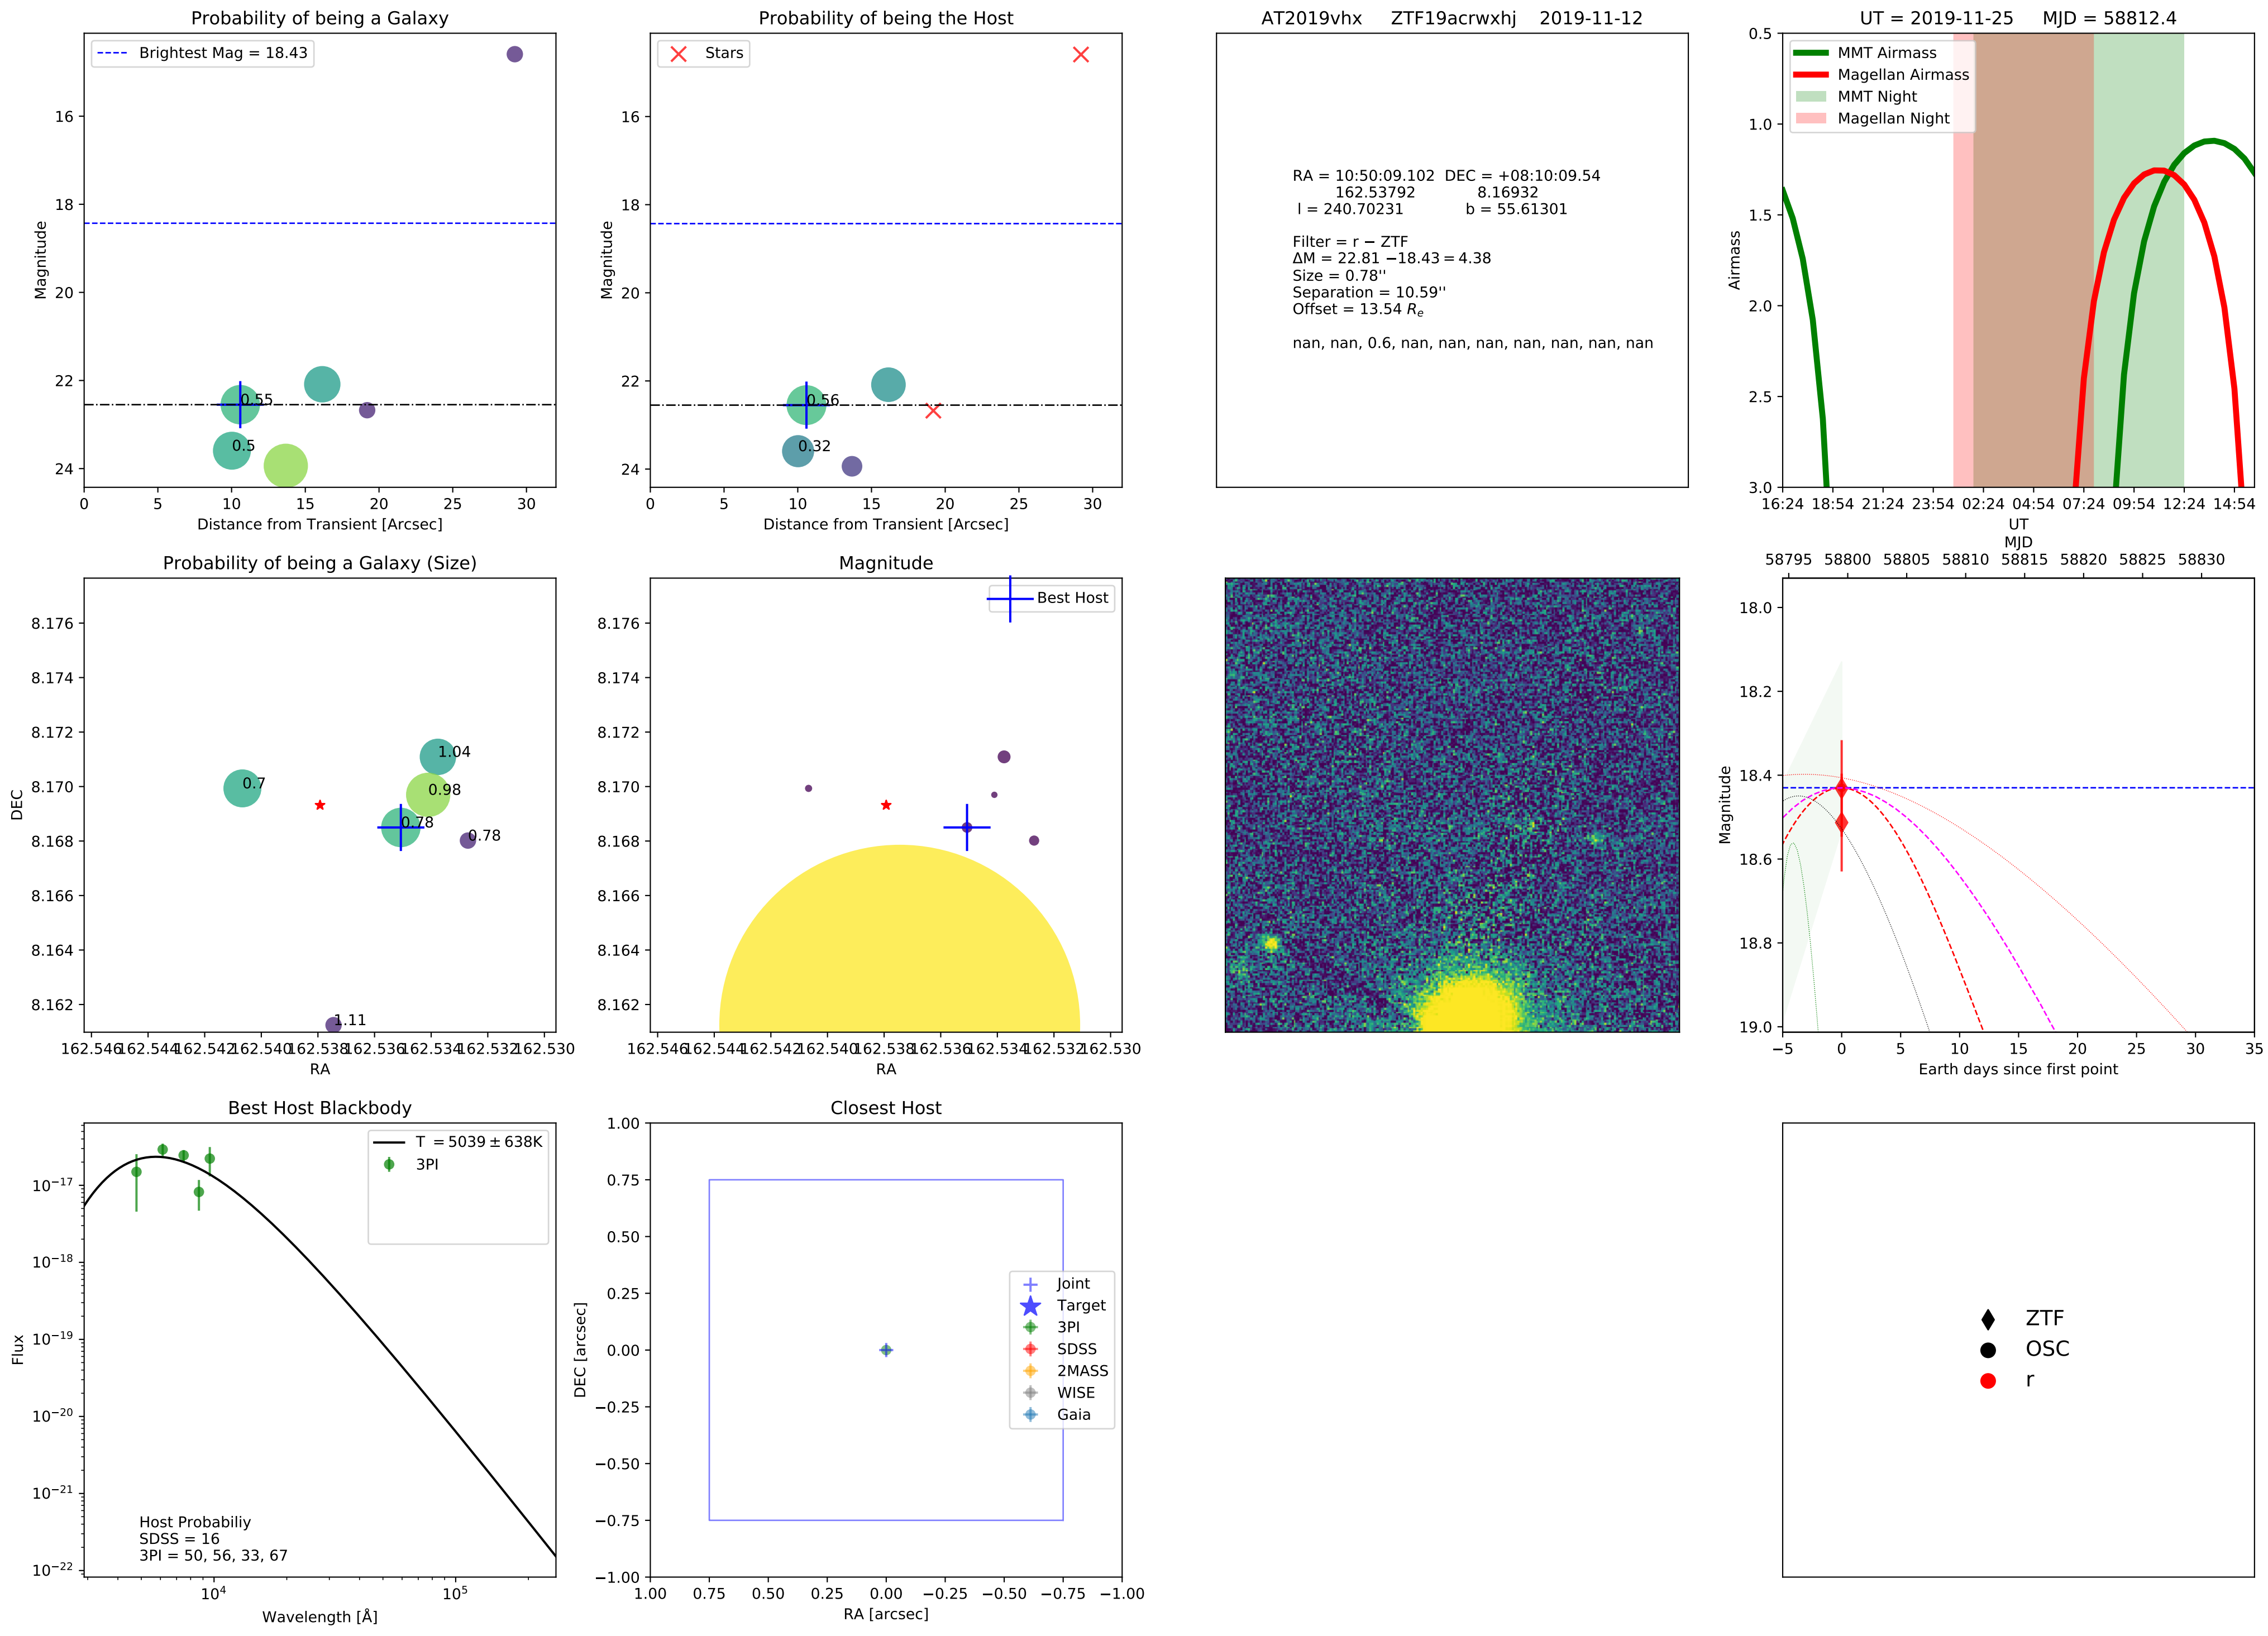 Probability of being a Galaxy
Brightest Mag = 18.43
Magnitude
16
18
20
22
24
0.55
0.5
0 5 10 15 20 25 30
Distance from Transient [Arcsec]
Probability of being the Host
Stars
Magnitude
16
18
20
22
24
0.56
0.32
0 5 10 15 20 25 30
Distance from Transient [Arcsec]
AT2019vhx ZTF19acrwxhj 2019-11-12
RA = 10:50:09.102 DEC = +08:10:09.54
162.53792 8.16932
l = 240.70231 b = 55.61301
Filter = r − ZTF
ΔM = 22.81 −18.43 = 4.38
Size = 0.78''
Separation = 10.59''
Offset = 13.54 Re
nan, nan, 0.6, nan, nan, nan, nan, nan, nan, nan
UT = 2019-11-25 MJD = 58812.4
MMT Airmass
Magellan Airmass
MMT Night
Magellan Night
Airmass
0.5
1.0
1.5
2.0
2.5
3.0
16:24 18:54 21:24 23:54 02:24 04:54 07:24 09:54 12:24 14:54
UT
Probability of being a Galaxy (Size)
DEC
8.176
8.174
8.172
8.170
8.168
8.166
8.164
8.162
1.04
0.7
0.98
0.78
0.78
1.11
162.546 162.544 162.542 162.540 162.538 162.536 162.534 162.532 162.530
RA
Magnitude
Best Host
8.176
8.174
8.172
8.170
8.168
8.166
8.164
8.162
162.546 162.544 162.542 162.540 162.538 162.536 162.534 162.532 162.530
RA
MJD
58795 58800 58805 58810 58815 58820 58825 58830
Magnitude
18.0
18.2
18.4
18.6
18.8
19.0
−5 0 5 10 15 20 25 30 35
Earth days since first point
Best Host Blackbody
T = 5039 ± 638K
3PI
Flux
10−17
10−18
10−19
10−20
10−21
10−22
Host Probabiliy
SDSS = 16
3PI = 50, 56, 33, 67
10⁴ 10⁵
Wavelength [Å]
Closest Host
DEC [arcsec]
1.00
0.75
0.50
0.25
0.00
−0.25
−0.50
−0.75
−1.00
Joint
Target
3PI
SDSS
2MASS
WISE
Gaia
1.00 0.75 0.50 0.25 0.00 −0.25 −0.50 −0.75 −1.00
RA [arcsec]
ZTF
OSC
r